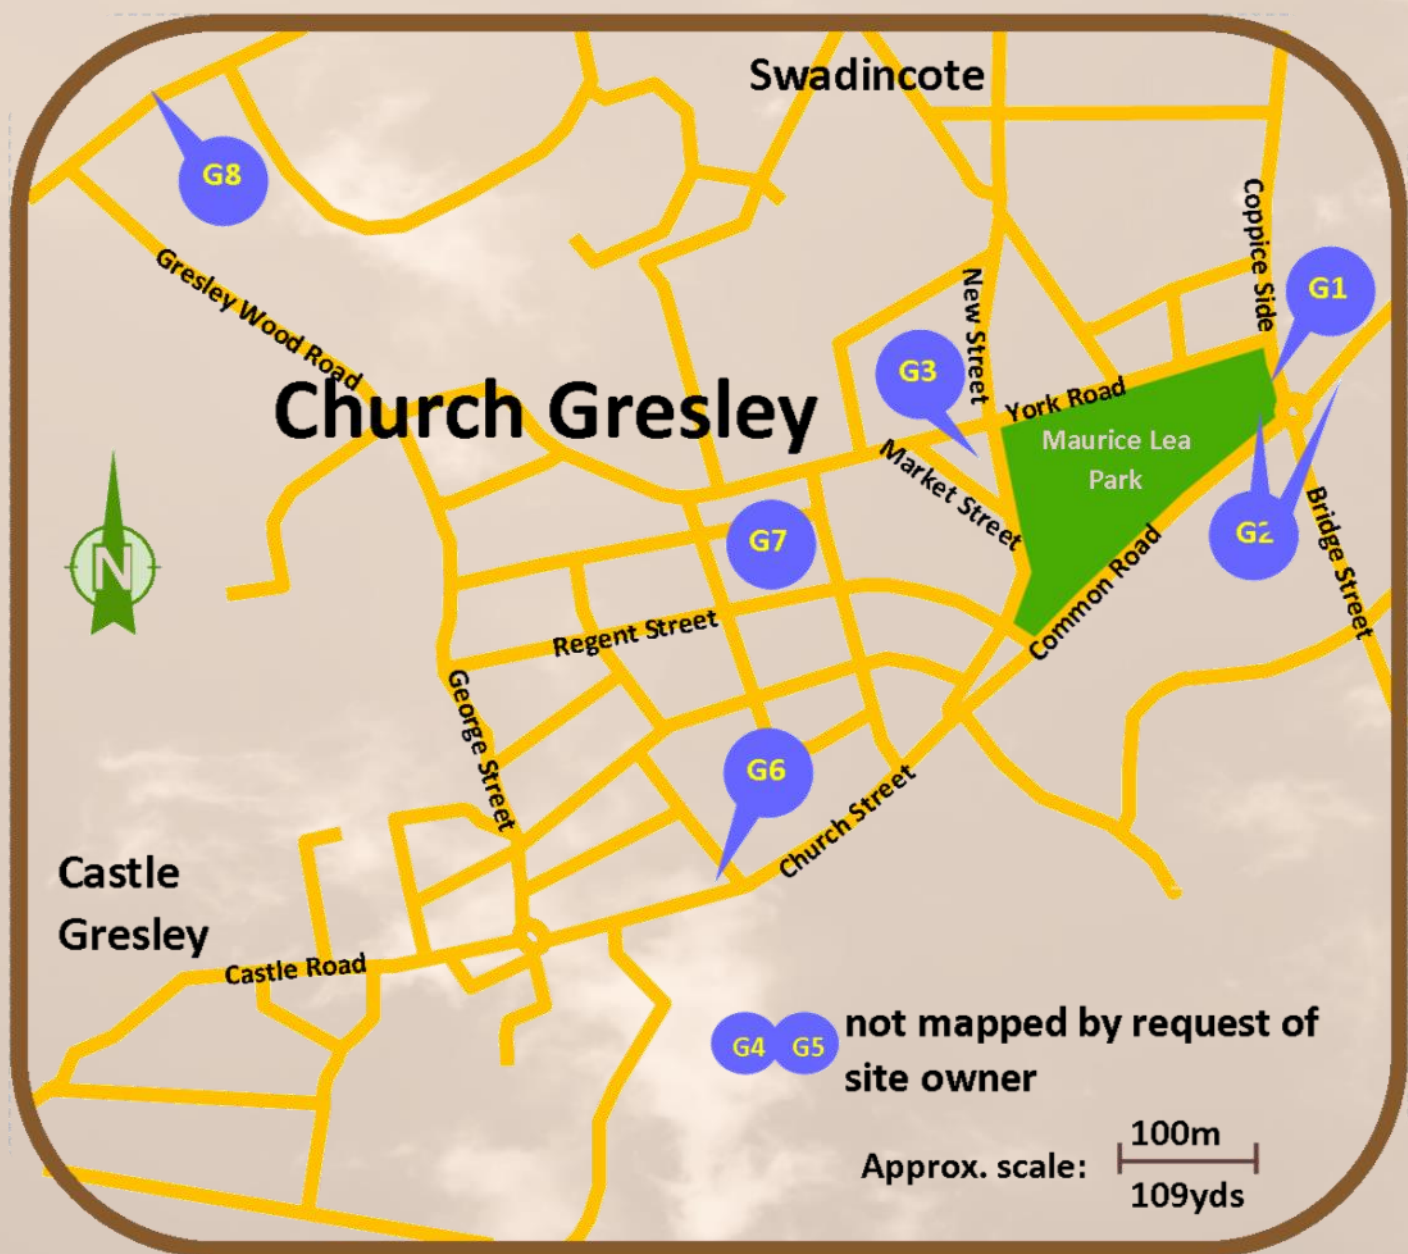 Swadincote
G8
Coppice Side
Gresley Wood Road
G1
New Street
G3
Church Gresley
York Road
Maurice Lea
Park
Market Street
G7
G2
Bridge Street
N
Common Road
Regent Street
George Street
G6
Church Street
Castle
Gresley
Castle Road
G4 G5
not mapped by request of
site owner
100m
Approx. scale:
109yds